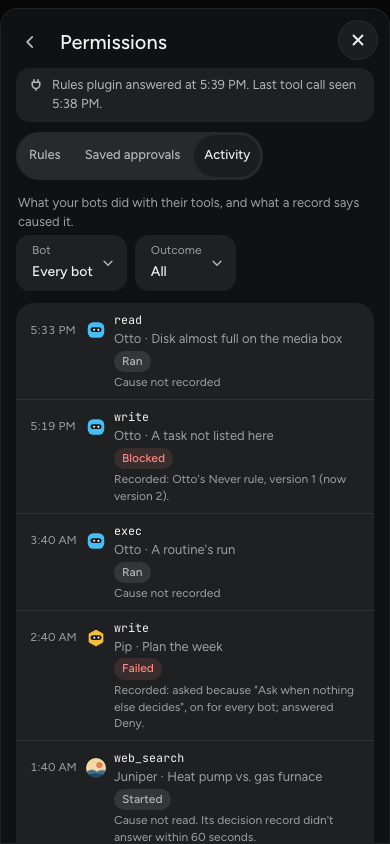 Permissions
Rules plugin answered at 5:39 PM. Last tool call seen
5:38 PM.
Rules
Saved approvals
Activity
What your bots did with their tools, and what a record says
caused it.
Bot
Every bot
Outcome
All
5:33 PM
read
Otto · Disk almost full on the media box
Ran
Cause not recorded
5:19 PM
write
Otto · A task not listed here
Blocked
Recorded: Otto's Never rule, version 1 (now
version 2).
3:40 AM
exec
Otto · A routine's run
Ran
Cause not recorded
2:40 AM
write
Pip · Plan the week
Failed
Recorded: asked because "Ask when nothing
else decides", on for every bot; answered
Deny.
1:40 AM
web_search
Juniper · Heat pump vs. gas furnace
Started
Cause not read. Its decision record didn't
answer within 60 seconds.